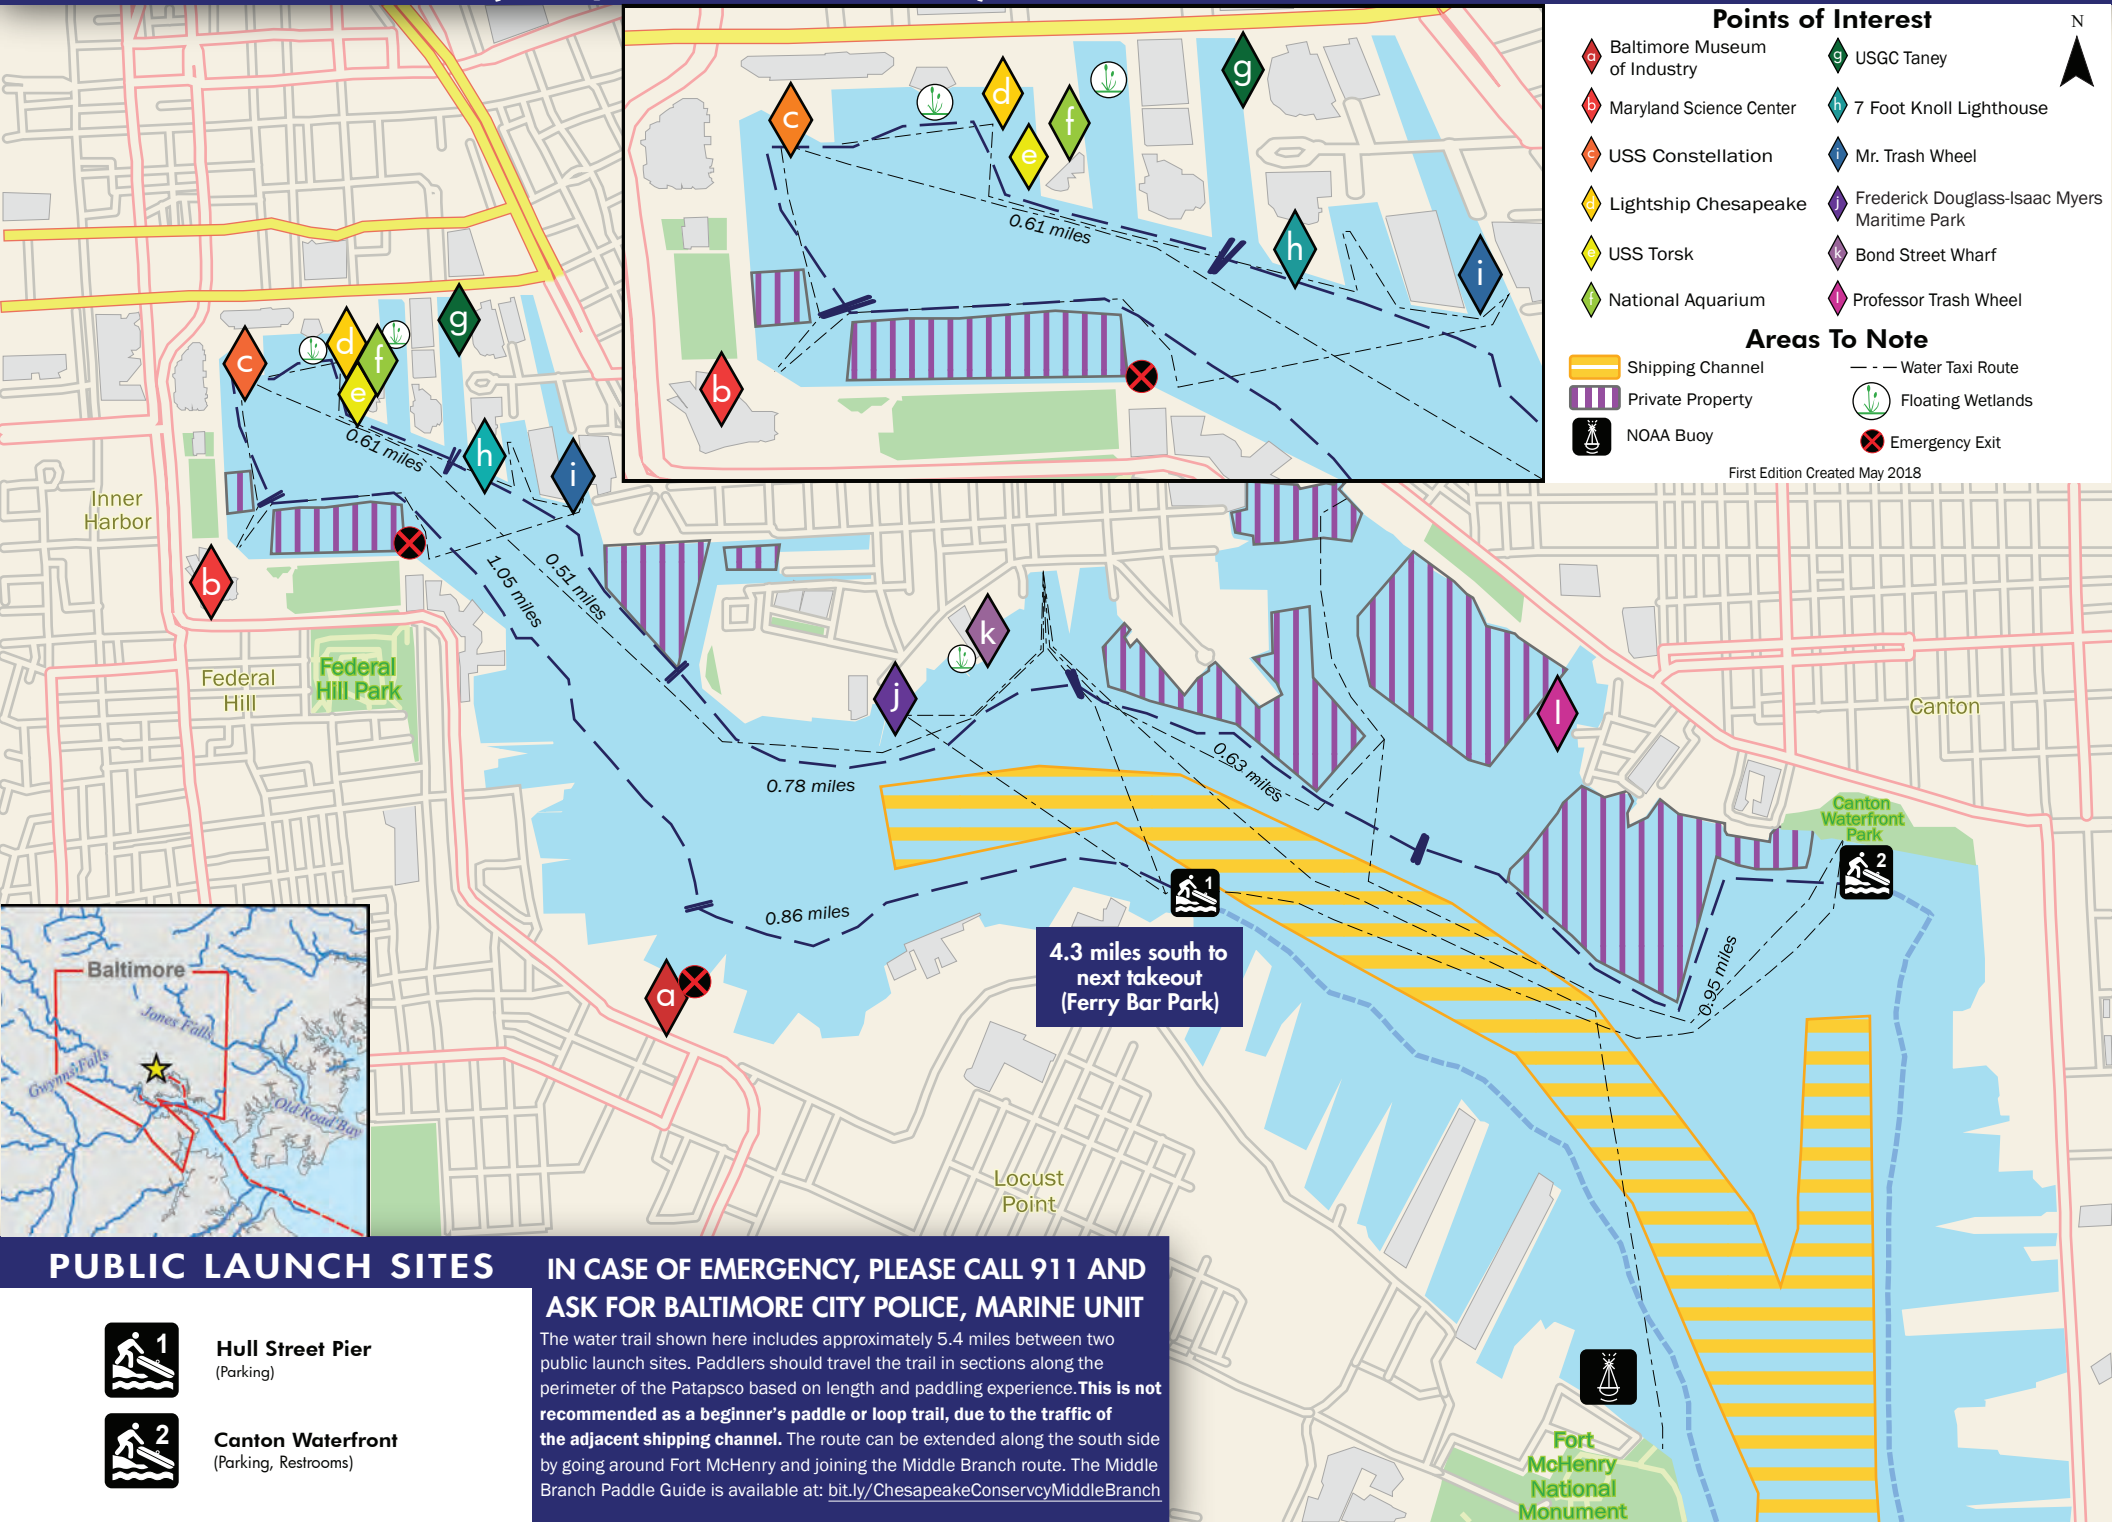 Points of Interest
N
a Baltimore Museum
of Industry
b Maryland Science Center
c USS Constellation
d Lightship Chesapeake
e USS Torsk
f National Aquarium
g USGC Taney
h 7 Foot Knoll Lighthouse
i Mr. Trash Wheel
j Frederick Douglass-Isaac Myers
Maritime Park
k Bond Street Wharf
l Professor Trash Wheel
Areas To Note
Shipping Channel
Private Property
NOAA Buoy
Water Taxi Route
Floating Wetlands
Emergency Exit
First Edition Created May 2018
c
d
e
f
g
h
i
b
0.61 miles
c
d
f
e
g
h
i
b
0.61 miles
Inner
Harbor
1.05 miles
0.51 miles
Federal
Hill
Federal
Hill Park
k
j
l
0.78 miles
0.63 miles
Canton
Canton
Waterfront
Park
2
1
0.86 miles
0.95 miles
a
4.3 miles south to
next takeout
(Ferry Bar Park)
Baltimore
Jones Falls
Gwynns Falls
Old Road Bay
Locust
Point
Fort
McHenry
National
Monument
PUBLIC LAUNCH SITES
1
Hull Street Pier
(Parking)
2
Canton Waterfront
(Parking, Restrooms)
IN CASE OF EMERGENCY, PLEASE CALL 911 AND
ASK FOR BALTIMORE CITY POLICE, MARINE UNIT
The water trail shown here includes approximately 5.4 miles between two
public launch sites. Paddlers should travel the trail in sections along the
perimeter of the Patapsco based on length and paddling experience.This is not
recommended as a beginner's paddle or loop trail, due to the traffic of
the adjacent shipping channel. The route can be extended along the south side
by going around Fort McHenry and joining the Middle Branch route. The Middle
Branch Paddle Guide is available at: bit.ly/ChesapeakeConservcyMiddleBranch